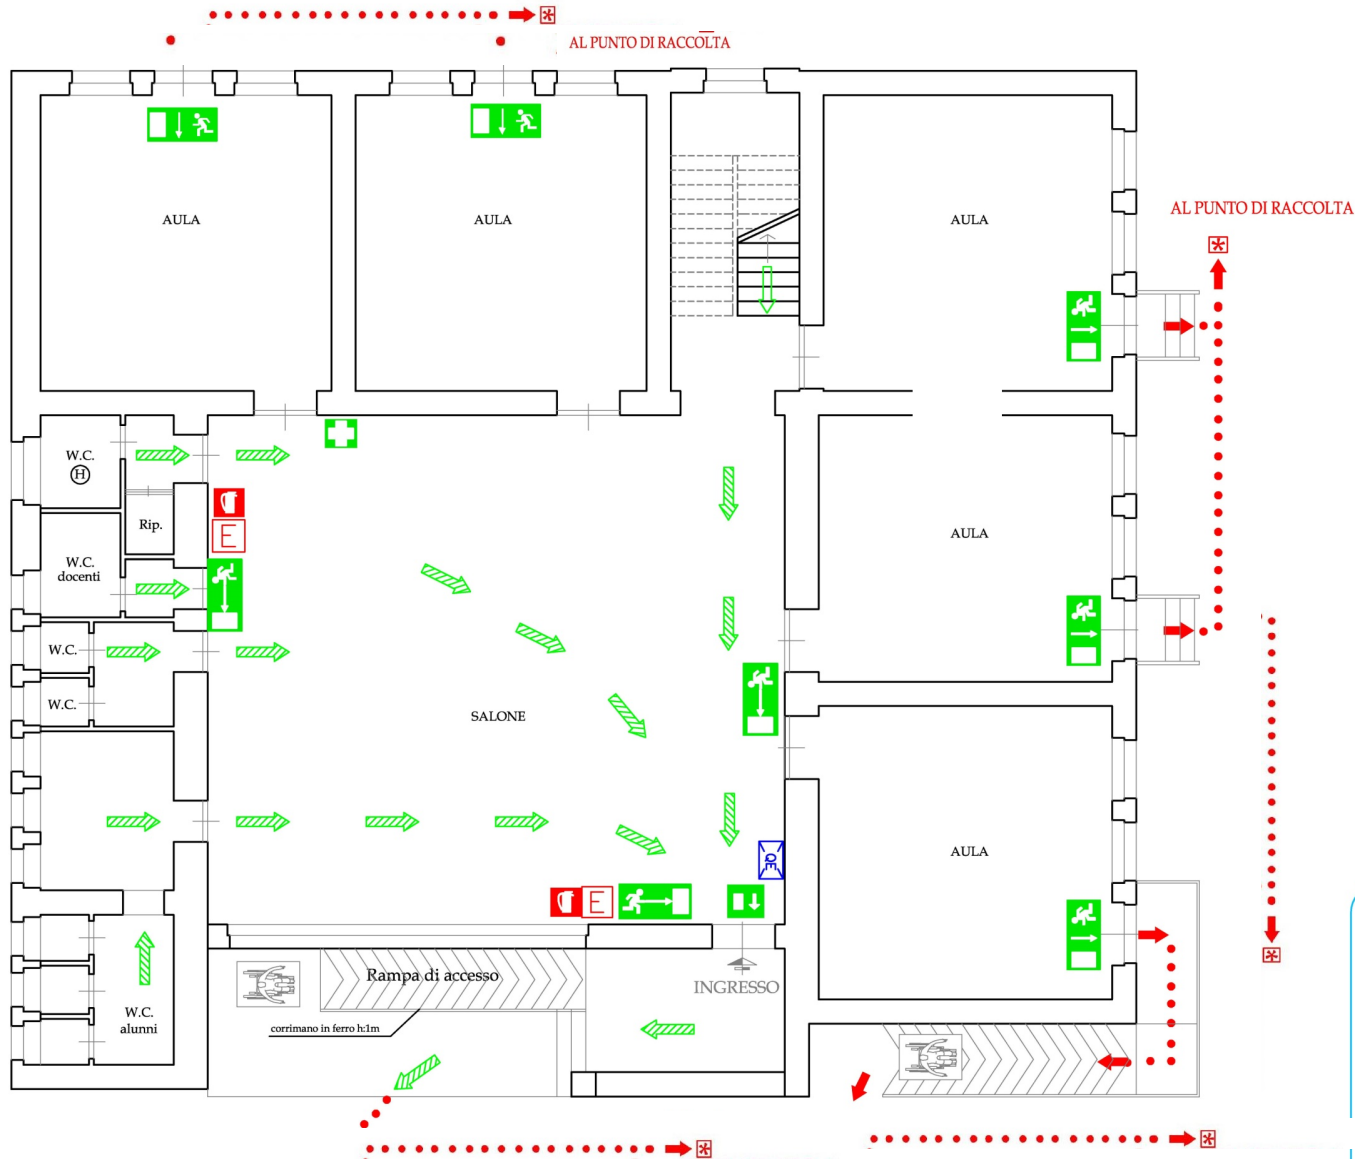 AL PUNTO DI RACCOLTA
AULA
AULA
AULA
AL PUNTO DI RACCOLTA
W.C.
H
Rip.
E
W.C.
docenti
AULA
W.C.
W.C.
SALONE
AULA
QE
E
Rampa di accesso
INGRESSO
W.C.
alunni
corrimano in ferro h:1m